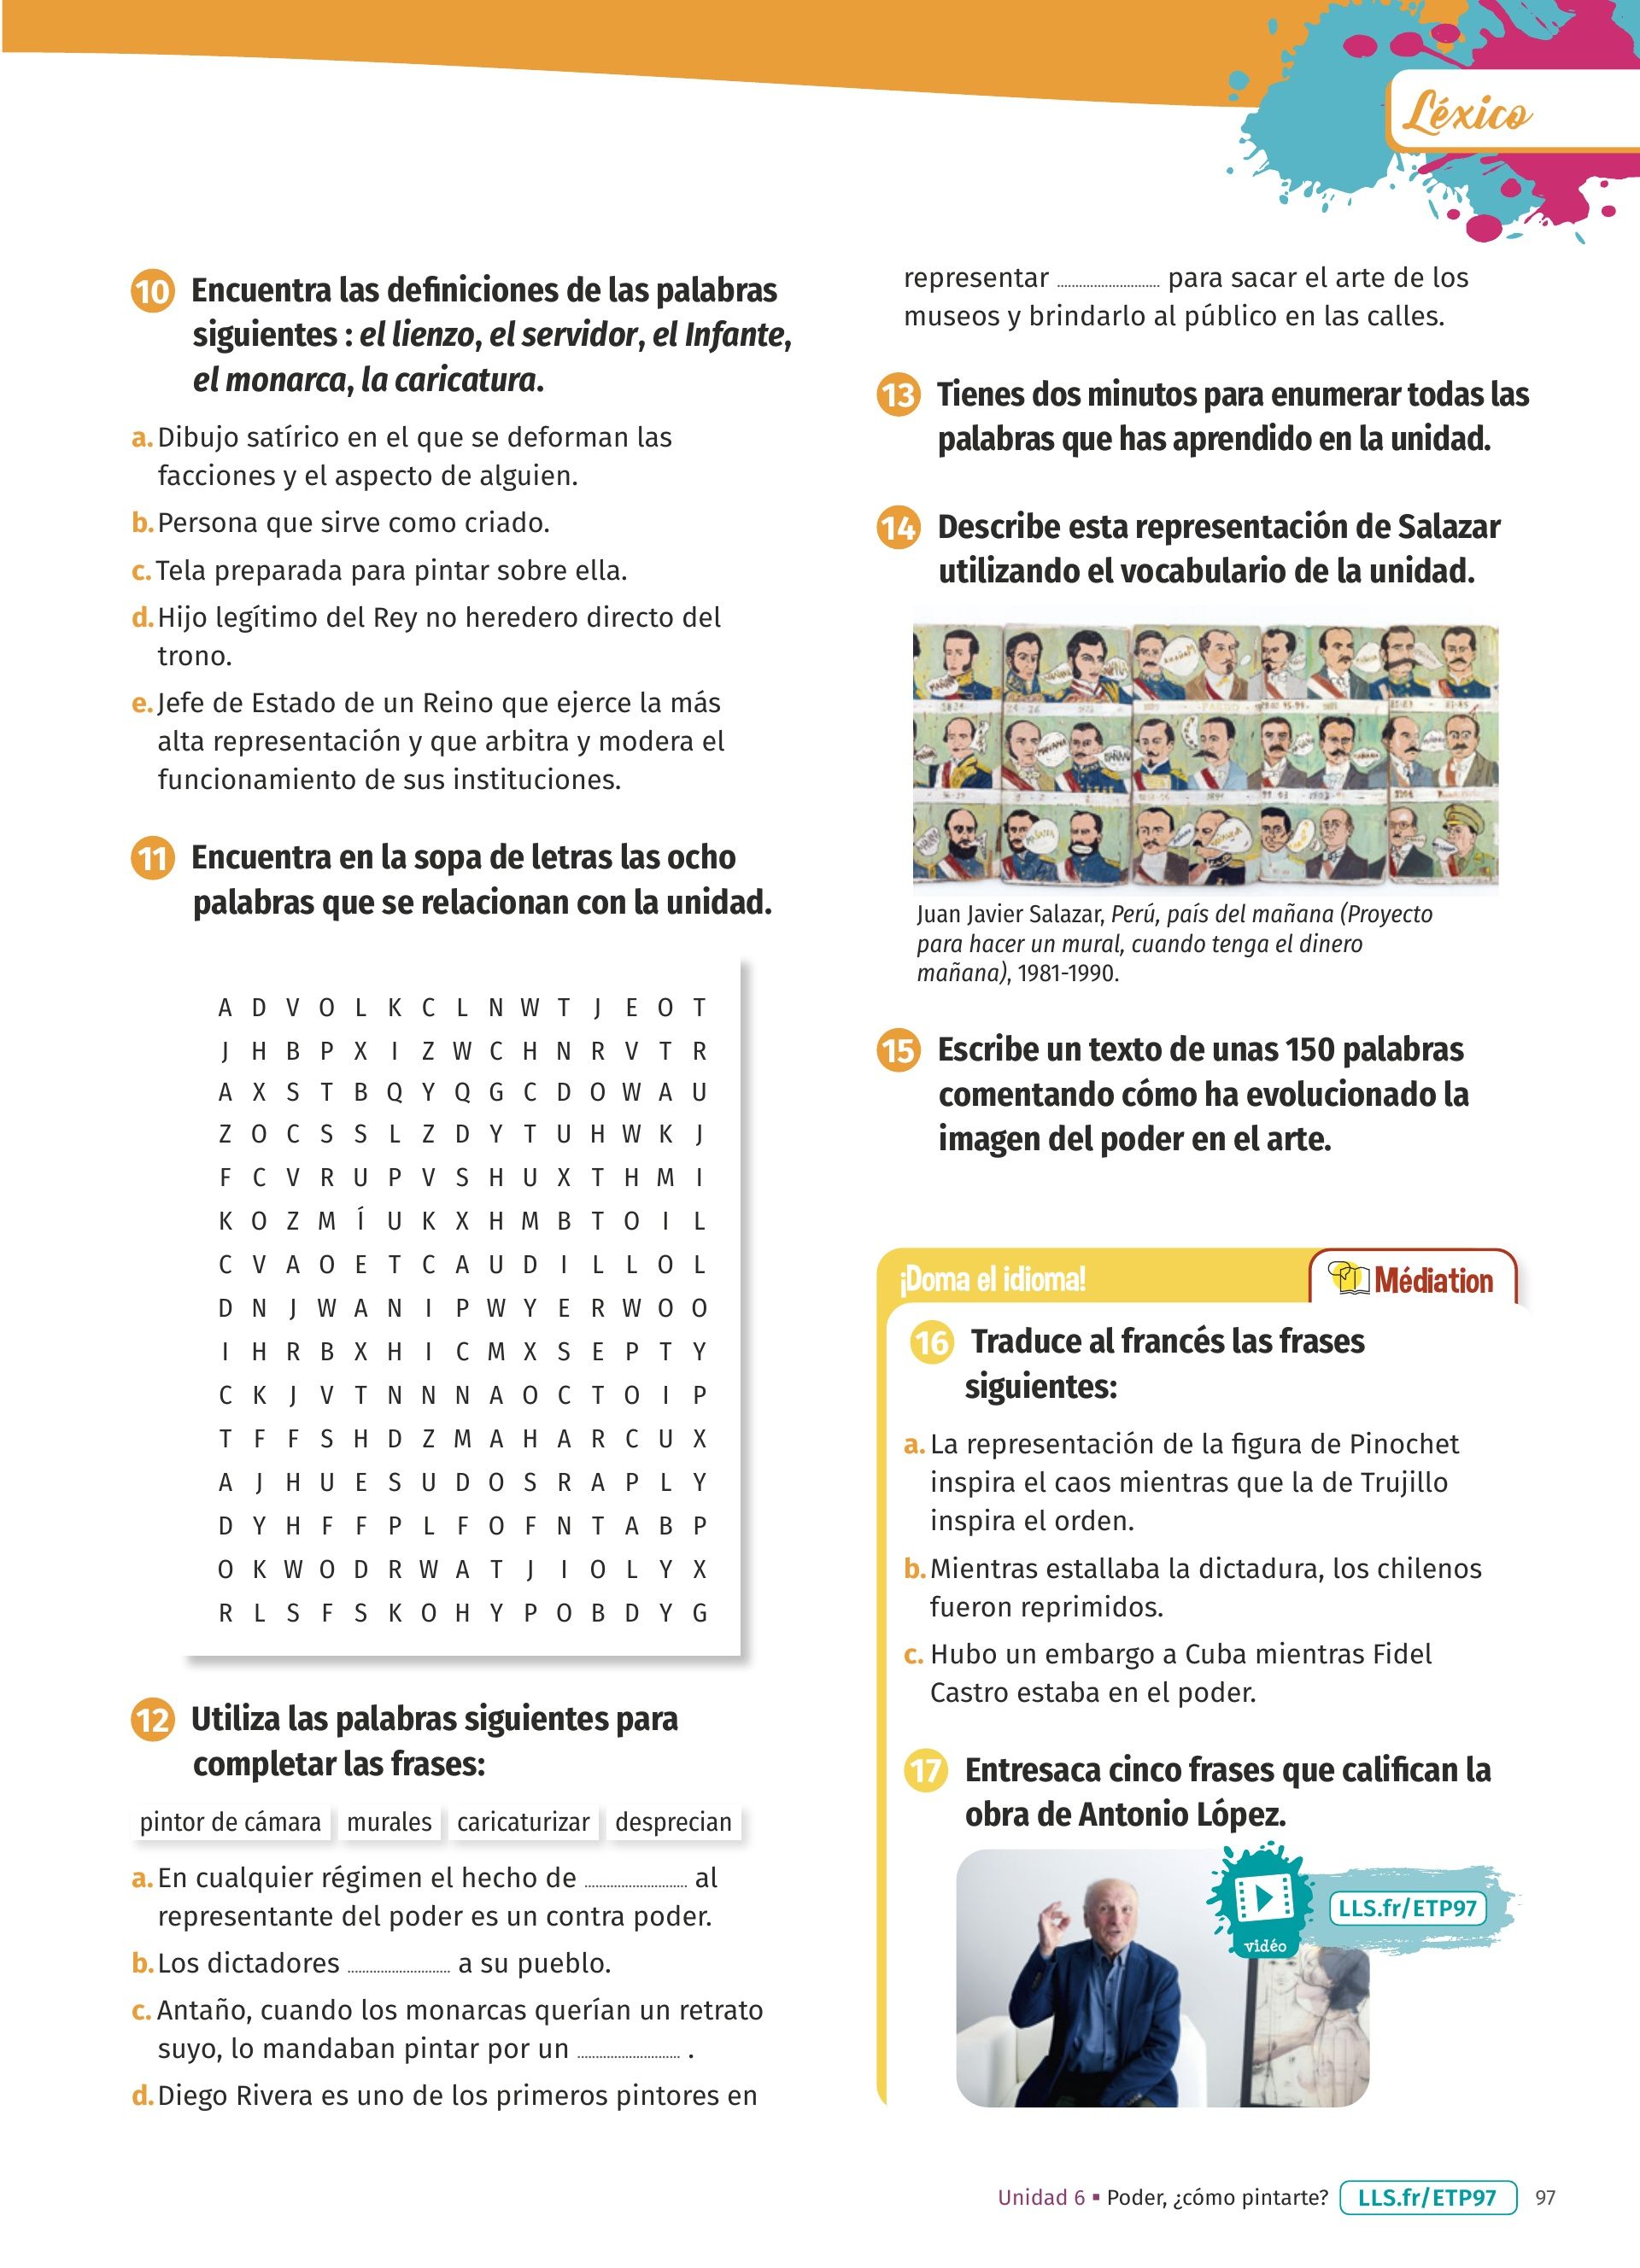 Léxico
10 Encuentra las definiciones de las palabras
siguientes : el lienzo, el servidor, el Infante,
el monarca, la caricatura.
a. Dibujo satírico en el que se deforman las
facciones y el aspecto de alguien.
b. Persona que sirve como criado.
c. Tela preparada para pintar sobre ella.
d. Hijo legítimo del Rey no heredero directo del
trono.
e. Jefe de Estado de un Reino que ejerce la más
alta representación y que arbitra y modera el
funcionamiento de sus instituciones.
11 Encuentra en la sopa de letras las ocho
palabras que se relacionan con la unidad.
A D V O L K C L N W T J E O T
J H B P X I Z W C H N R V T R
A X S T B Q Y Q G C D O W A U
Z O C S S L Z D Y T U H W K J
F C V R U P V S H U X T H M I
K O Z M Í U K X H M B T O I L
C V A O E T C A U D I L L O L
D N J W A N I P W Y E R W O O
I H R B X H I C M X S E P T Y
C K J V T N N N A O C T O I P
T F F S H D Z M A H A R C U X
A J H U E S U D O S R A P L Y
D Y H F F P L F O F N T A B P
O K W O D R W A T J I O L Y X
R L S F S K O H Y P O B D Y G
12 Utiliza las palabras siguientes para
completar las frases:
pintor de cámara murales caricaturizar desprecian
a. En cualquier régimen el hecho de .......................... al
representante del poder es un contra poder.
b. Los dictadores .......................... a su pueblo.
c. Antaño, cuando los monarcas querían un retrato
suyo, lo mandaban pintar por un .......................... .
d. Diego Rivera es uno de los primeros pintores en
representar .......................... para sacar el arte de los
museos y brindarlo al público en las calles.
13 Tienes dos minutos para enumerar todas las
palabras que has aprendido en la unidad.
14 Describe esta representación de Salazar
utilizando el vocabulario de la unidad.
Juan Javier Salazar, Perú, país del mañana (Proyecto
para hacer un mural, cuando tenga el dinero
mañana), 1981-1990.
15 Escribe un texto de unas 150 palabras
comentando cómo ha evolucionado la
imagen del poder en el arte.
¡Doma el idioma!
Médiation
16 Traduce al francés las frases
siguientes:
a. La representación de la figura de Pinochet
inspira el caos mientras que la de Trujillo
inspira el orden.
b. Mientras estallaba la dictadura, los chilenos
fueron reprimidos.
c. Hubo un embargo a Cuba mientras Fidel
Castro estaba en el poder.
17 Entresaca cinco frases que califican la
obra de Antonio López.
vidéo
LLS.fr/ETP97
Unidad 6 ▪ Poder, ¿cómo pintarte? LLS.fr/ETP97 97